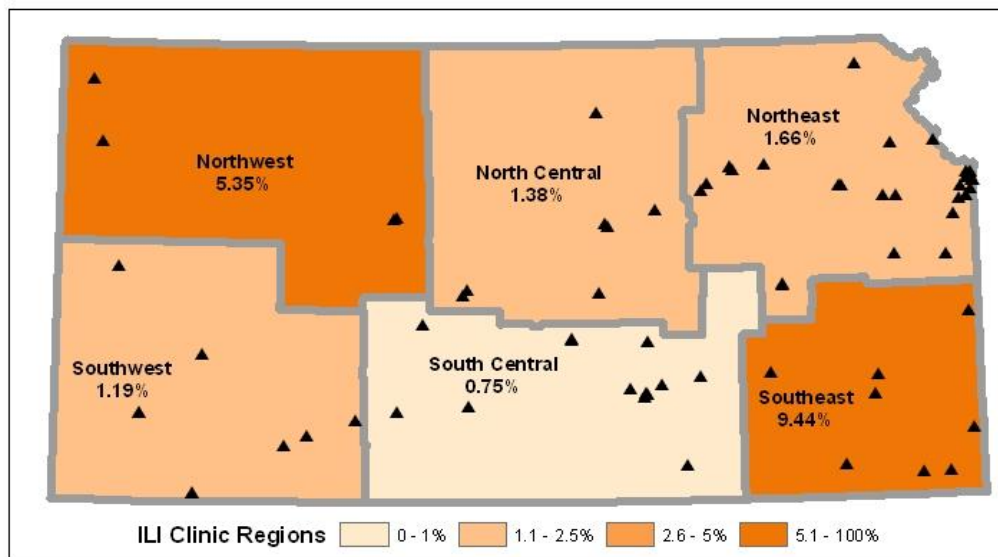 Northwest
5.35%
North Central
1.38%
Northeast
1.66%
Southwest
1.19%
South Central
0.75%
Southeast
9.44%
ILI Clinic Regions 0 - 1% 1.1 - 2.5% 2.6 - 5% 5.1 - 100%